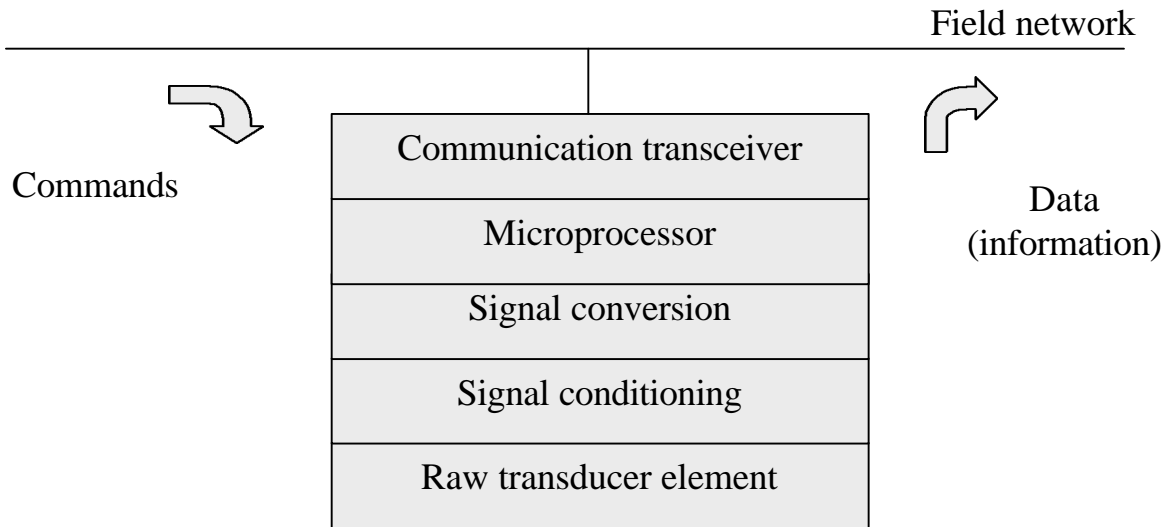 Field network
Commands
Communication transceiver
Microprocessor
Signal conversion
Signal conditioning
Raw transducer element
Data
(information)